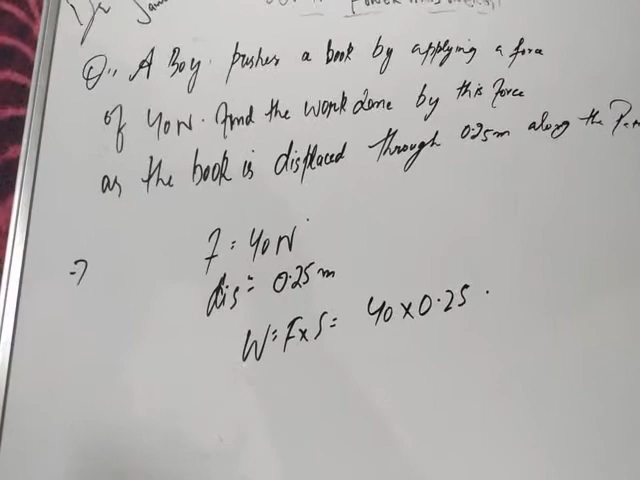 Q:. A Boy. pushes a book by applying a force
of 40N. find the work done by this force
as the book is displaced through 0.25m along the
=> F = 40N
dis = 0.25m
W = F x S = 40 x 0.25.